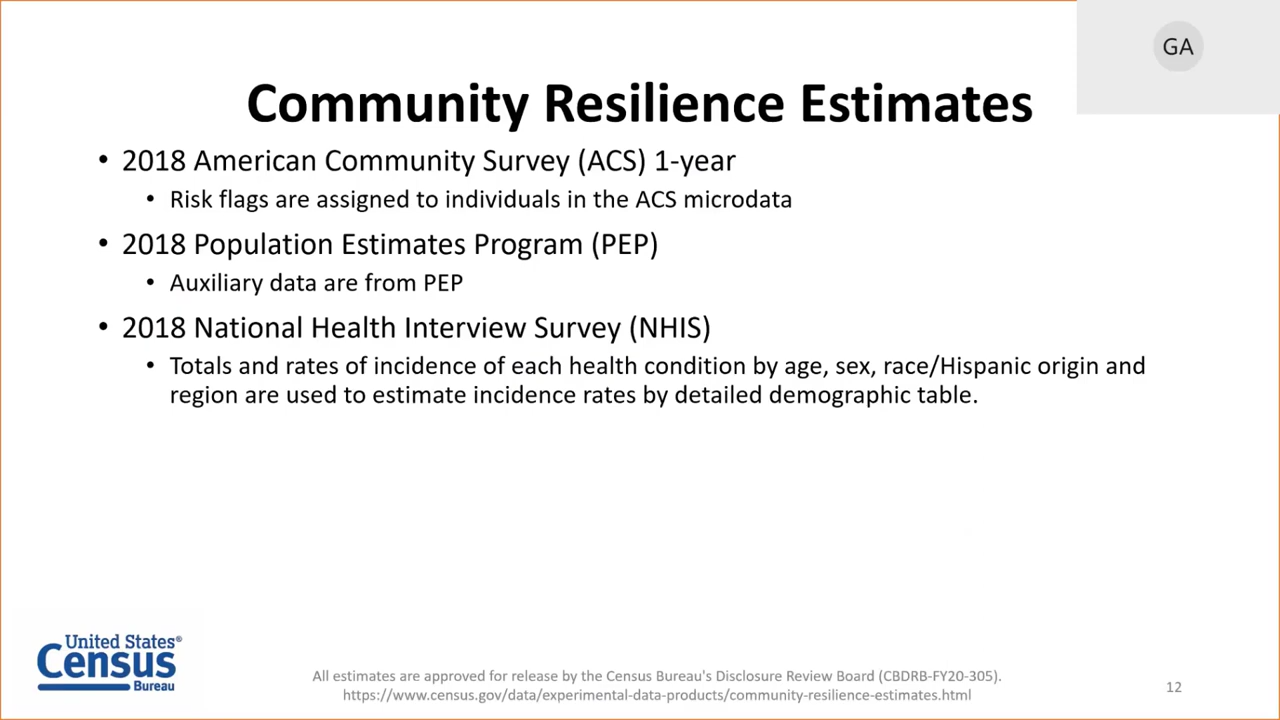 GA
Community Resilience Estimates
• 2018 American Community Survey (ACS) 1-year
• Risk flags are assigned to individuals in the ACS microdata
• 2018 Population Estimates Program (PEP)
• Auxiliary data are from PEP
• 2018 National Health Interview Survey (NHIS)
• Totals and rates of incidence of each health condition by age, sex, race/Hispanic origin and
region are used to estimate incidence rates by detailed demographic table.
United States®
Census
Bureau
All estimates are approved for release by the Census Bureau's Disclosure Review Board (CBDRB-FY20-305).
https://www.census.gov/data/experimental-data-products/community-resilience-estimates.html
12